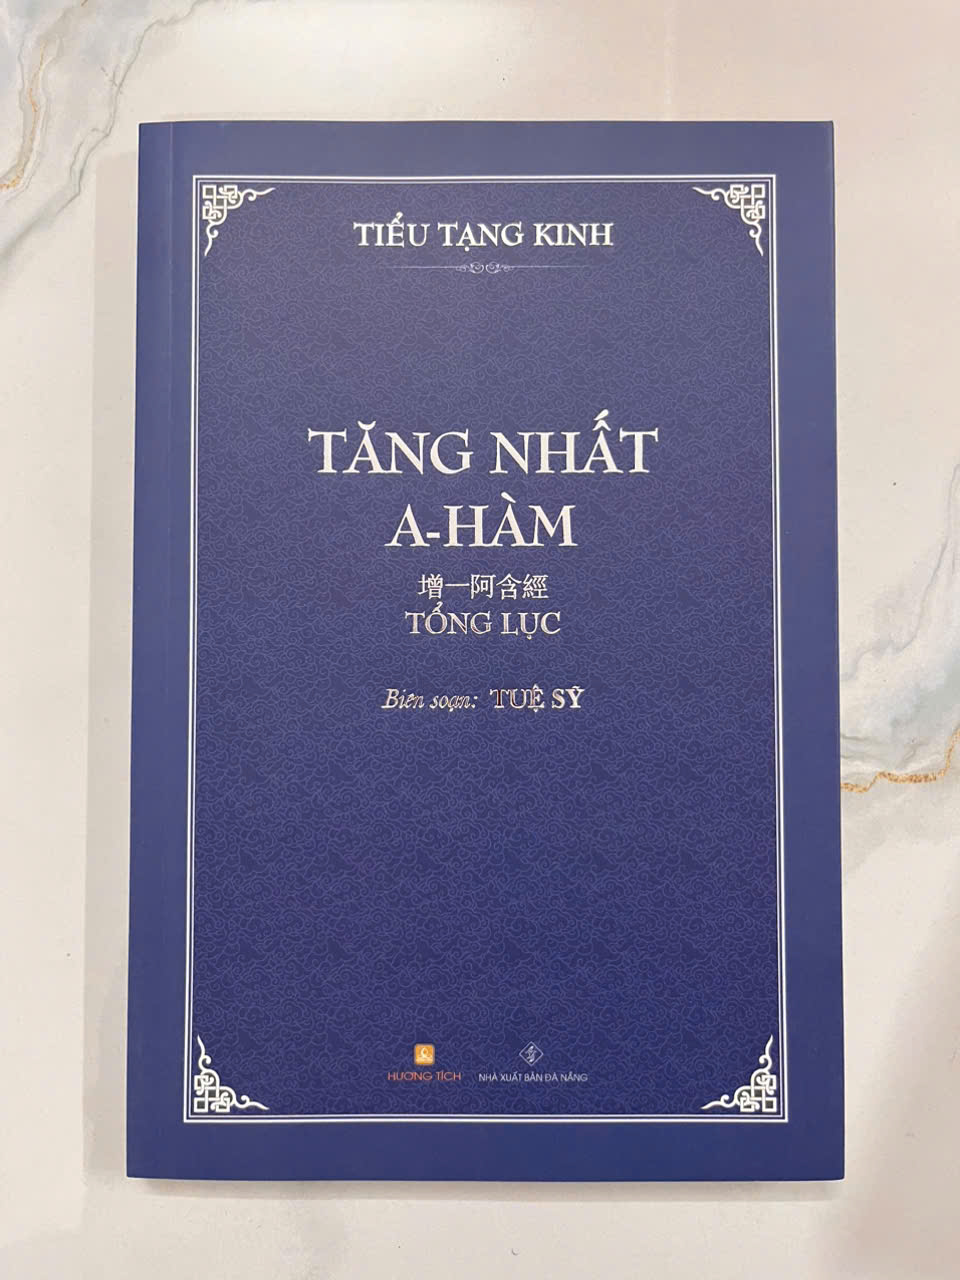 TIỂU TẠNG KINH
TĂNG NHẤT
A-HÀM
增一阿含經
TỔNG LỤC
Biên soạn: TUỆ SỸ
HƯƠNG TÍCH
NHÀ XUẤT BẢN ĐÀ NẴNG